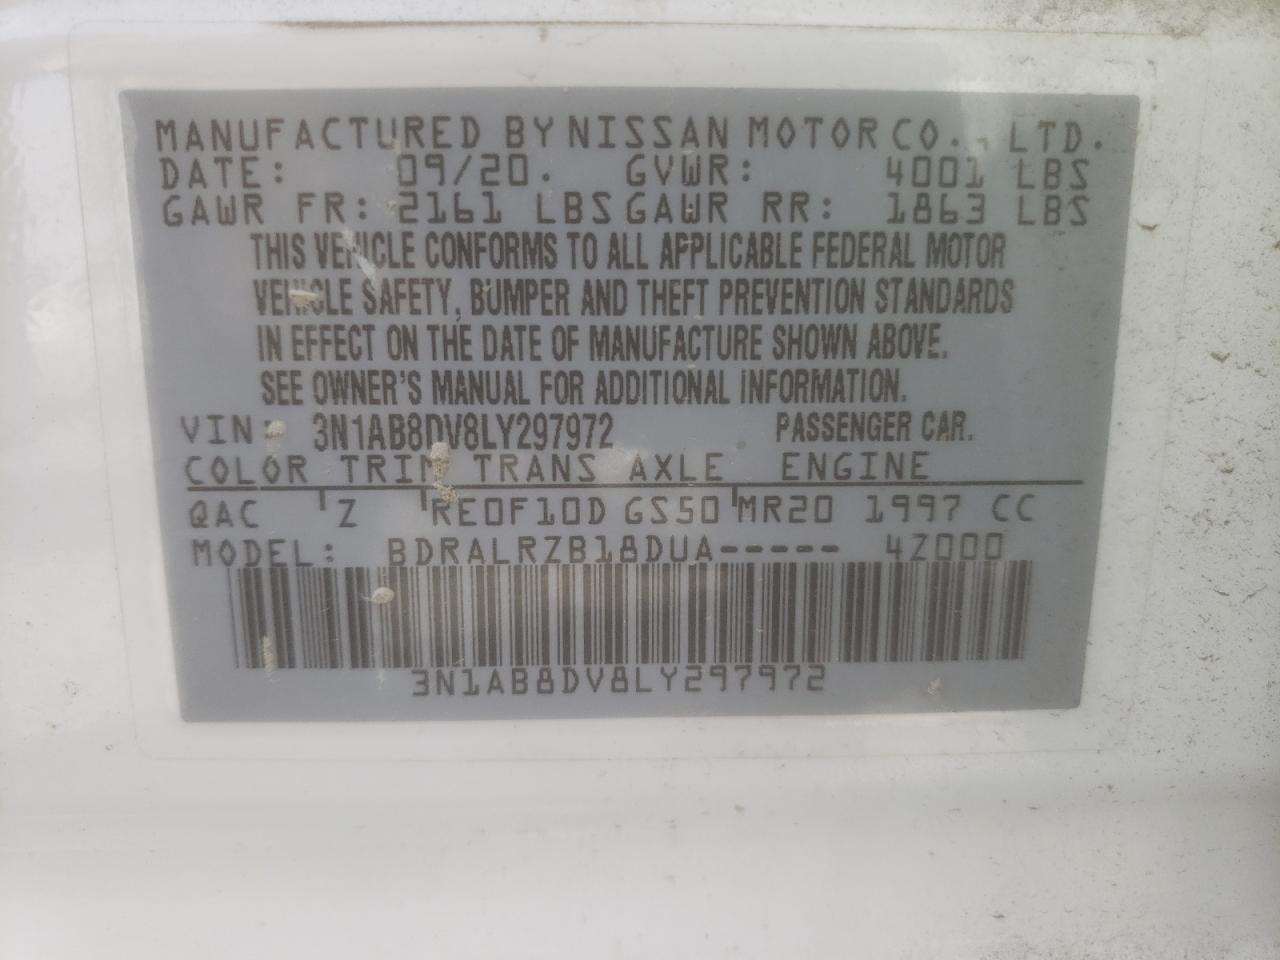 MANUFACTURED BY NISSAN MOTOR CO., LTD.
DATE: 09/20. GVWR: 4001 LBS
GAWR FR: 2161 LBS GAWR RR: 1863 LBS
THIS VEHICLE CONFORMS TO ALL APPLICABLE FEDERAL MOTOR
VEHICLE SAFETY, BUMPER AND THEFT PREVENTION STANDARDS
IN EFFECT ON THE DATE OF MANUFACTURE SHOWN ABOVE.
SEE OWNER'S MANUAL FOR ADDITIONAL INFORMATION.
VIN: 3N1AB8DV8LY297972 PASSENGER CAR.
COLOR TRIM TRANS AXLE ENGINE
QAC Z RE0F10D GS50 MR20 1997 CC
MODEL: BDRALRZB18DUA----- 4Z000
3N1AB8DV8LY297972